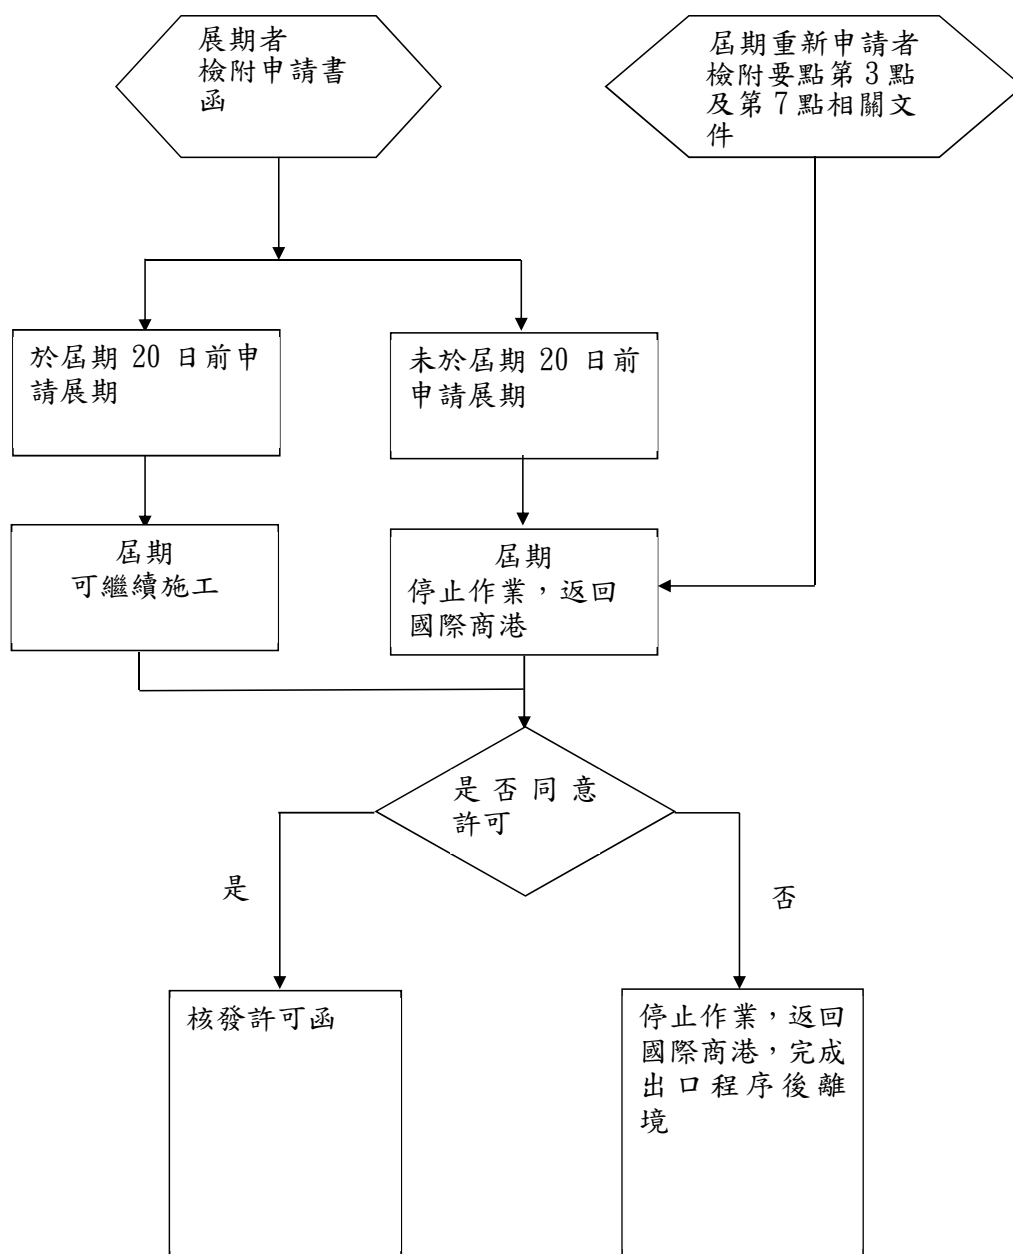 展期者
檢附申請書
函
屆期重新申請者
檢附要點第 3 點
及第 7 點相關文
件
於屆期 20 日前申
請展期
未於屆期 20 日前
申請展期
屆期
可繼續施工
屆期
停止作業，返回
國際商港
是否同意
許可
是
否
核發許可函
停止作業，返回
國際商港，完成
出口程序後離
境